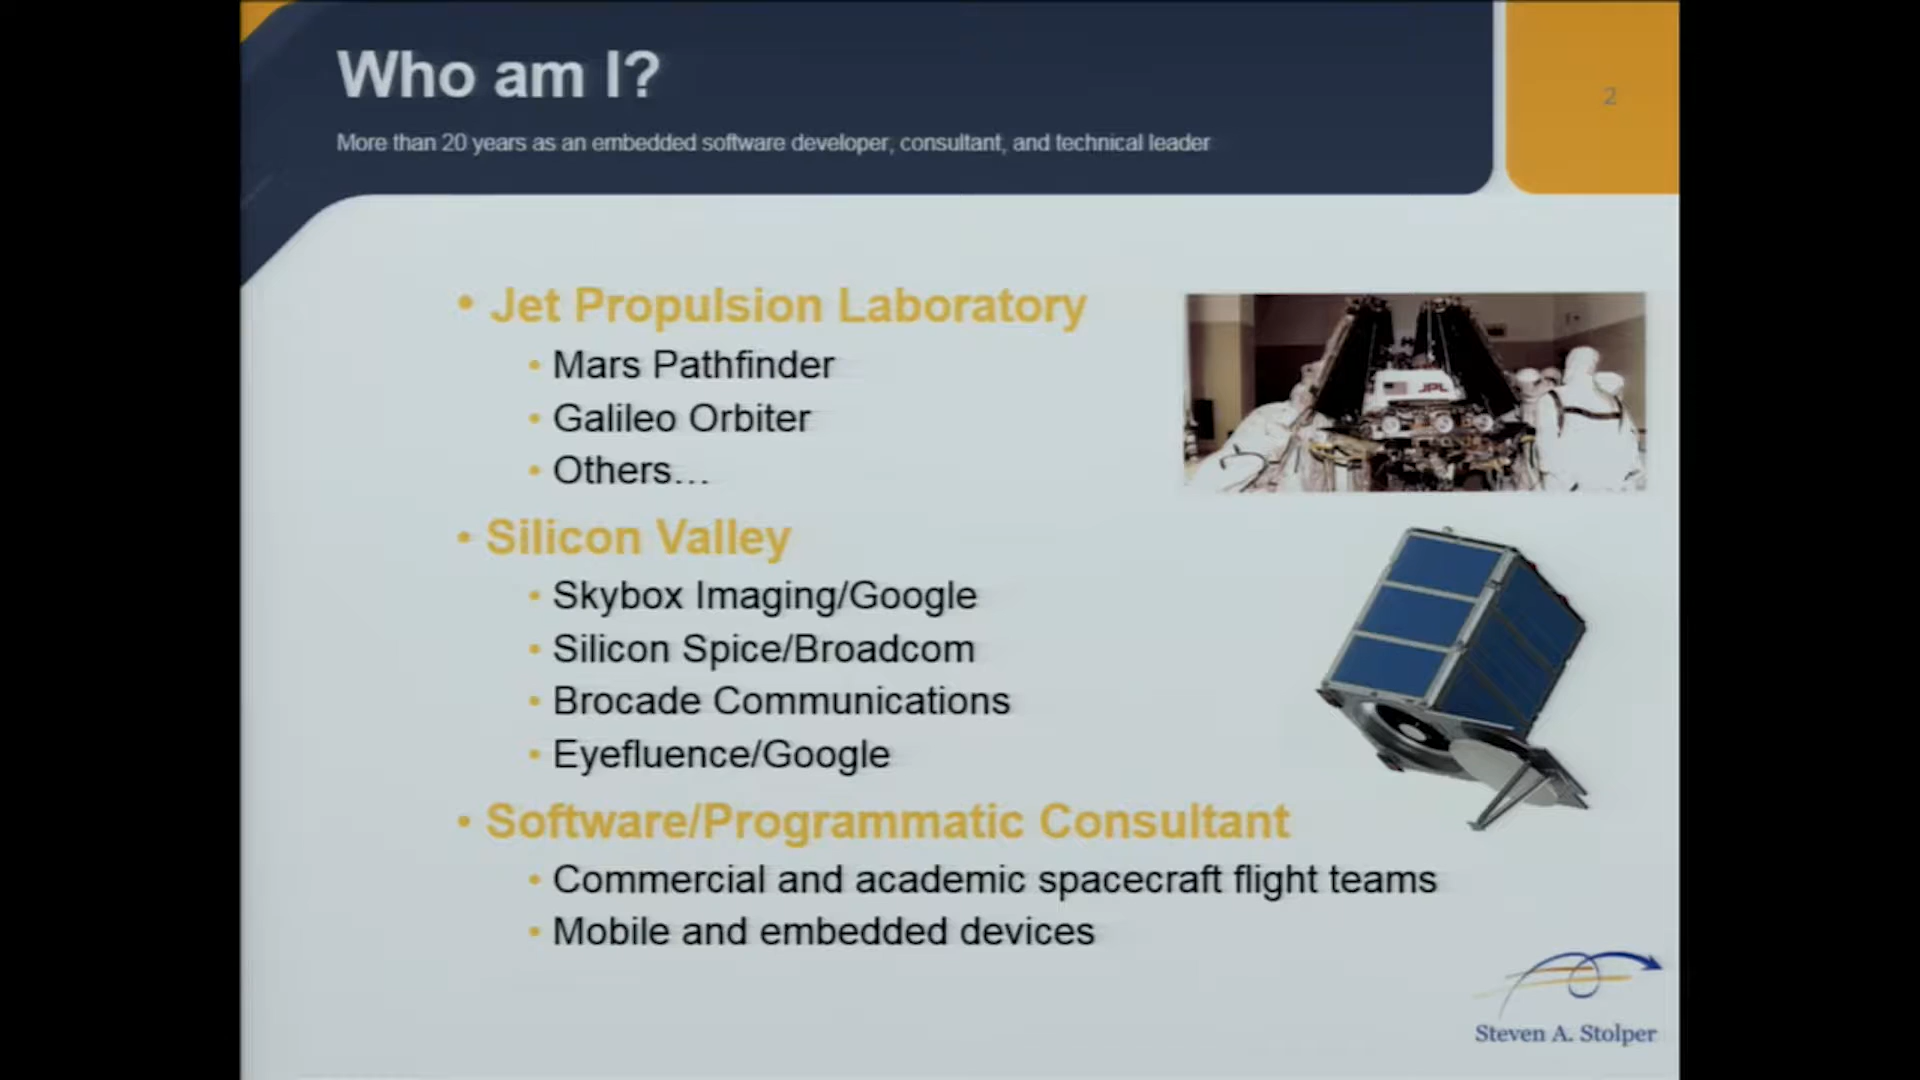 Who am I?
2
More than 20 years as an embedded software developer, consultant, and technical leader
• Jet Propulsion Laboratory
• Mars Pathfinder
• Galileo Orbiter
• Others…
JPL
• Silicon Valley
• Skybox Imaging/Google
• Silicon Spice/Broadcom
• Brocade Communications
• Eyefluence/Google
• Software/Programmatic Consultant
• Commercial and academic spacecraft flight teams
• Mobile and embedded devices
Steven A. Stolper